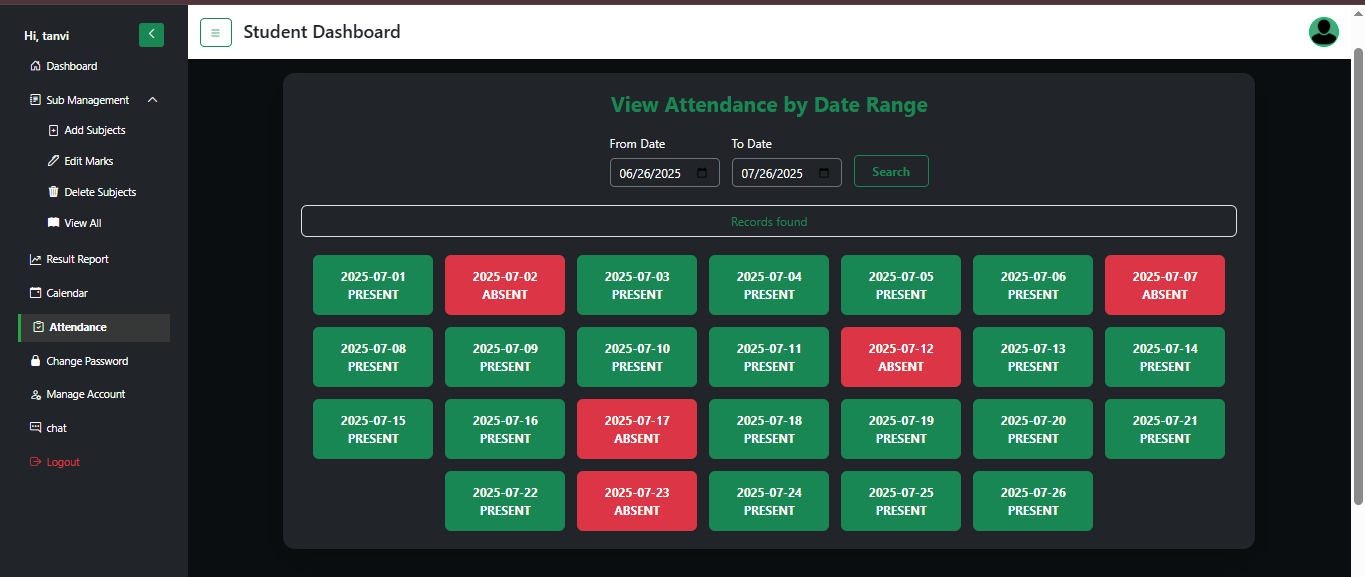 Hi, tanvi
Dashboard
Sub Management
Add Subjects
Edit Marks
Delete Subjects
View All
Result Report
Calendar
Attendance
Change Password
Manage Account
chat
Logout
Student Dashboard
View Attendance by Date Range
From Date To Date
06/26/2025 07/26/2025 Search
Records found
2025-07-01 2025-07-02 2025-07-03 2025-07-04 2025-07-05 2025-07-06 2025-07-07
PRESENT ABSENT PRESENT PRESENT PRESENT PRESENT ABSENT
2025-07-08 2025-07-09 2025-07-10 2025-07-11 2025-07-12 2025-07-13 2025-07-14
PRESENT PRESENT PRESENT PRESENT ABSENT PRESENT PRESENT
2025-07-15 2025-07-16 2025-07-17 2025-07-18 2025-07-19 2025-07-20 2025-07-21
PRESENT PRESENT ABSENT PRESENT PRESENT PRESENT PRESENT
2025-07-22 2025-07-23 2025-07-24 2025-07-25 2025-07-26
PRESENT ABSENT PRESENT PRESENT PRESENT